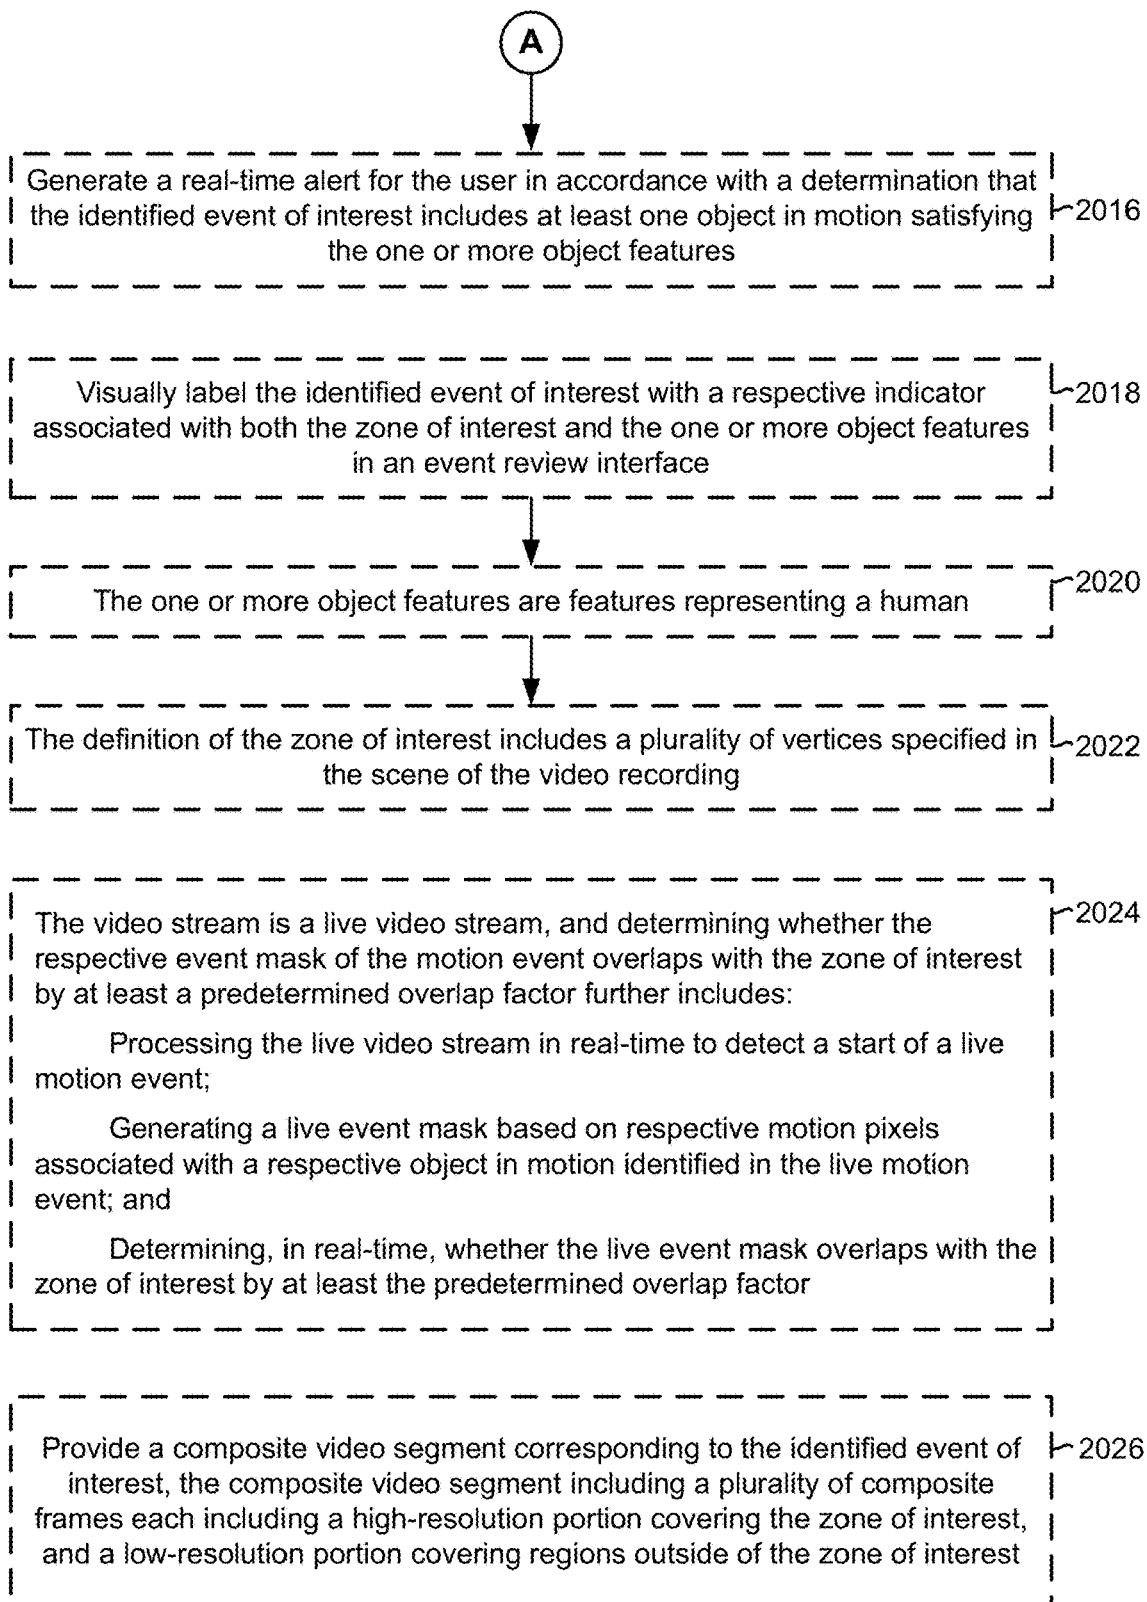 A
Generate a real-time alert for the user in accordance with a determination that
the identified event of interest includes at least one object in motion satisfying
the one or more object features
2016
Visually label the identified event of interest with a respective indicator
associated with both the zone of interest and the one or more object features
in an event review interface
2018
The one or more object features are features representing a human
2020
The definition of the zone of interest includes a plurality of vertices specified in
the scene of the video recording
2022
The video stream is a live video stream, and determining whether the
respective event mask of the motion event overlaps with the zone of interest
by at least a predetermined overlap factor further includes:
Processing the live video stream in real-time to detect a start of a live
motion event;
Generating a live event mask based on respective motion pixels
associated with a respective object in motion identified in the live motion
event; and
Determining, in real-time, whether the live event mask overlaps with the
zone of interest by at least the predetermined overlap factor
2024
Provide a composite video segment corresponding to the identified event of
interest, the composite video segment including a plurality of composite
frames each including a high-resolution portion covering the zone of interest,
and a low-resolution portion covering regions outside of the zone of interest
2026